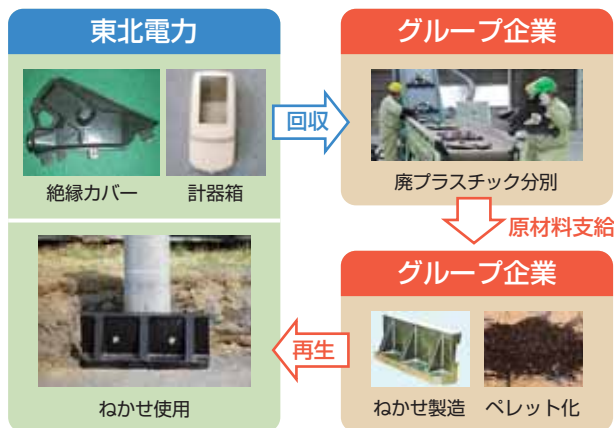 東北電力
絶縁カバー
計器箱
回収
グループ企業
廃プラスチック分別
原材料支給
グループ企業
ねかせ製造
ペレット化
再生
ねかせ使用